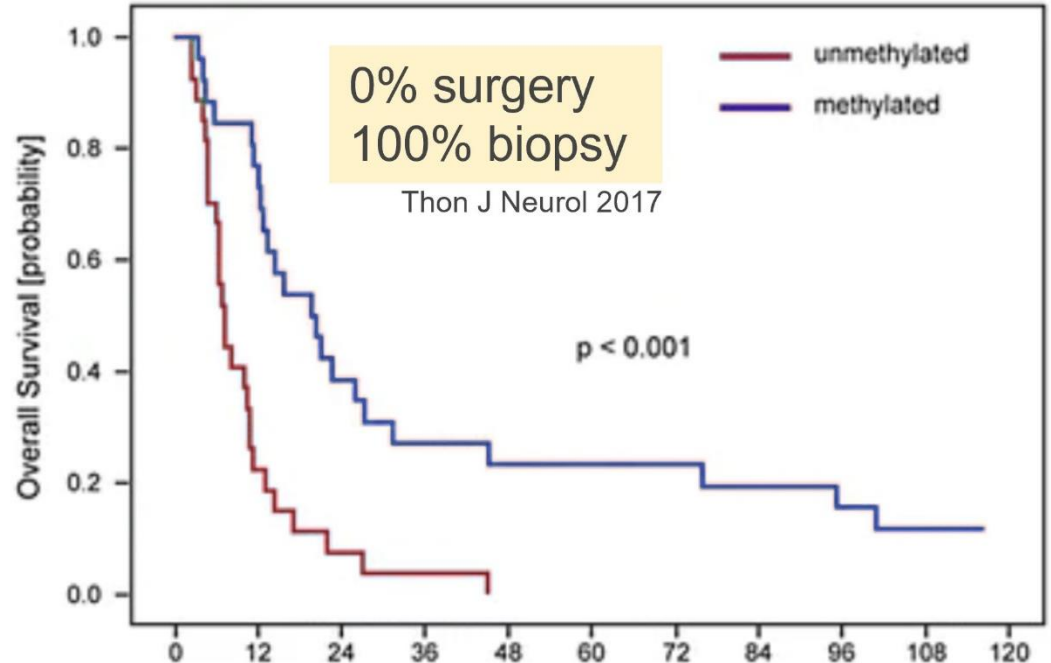 0% surgery
100% biopsy
Thon J Neurol 2017
unmethylated
methylated
p < 0.001
Overall Survival [probability]
1.0
0.8
0.6
0.4
0.2
0.0
0 12 24 36 48 60 72 84 96 108 120